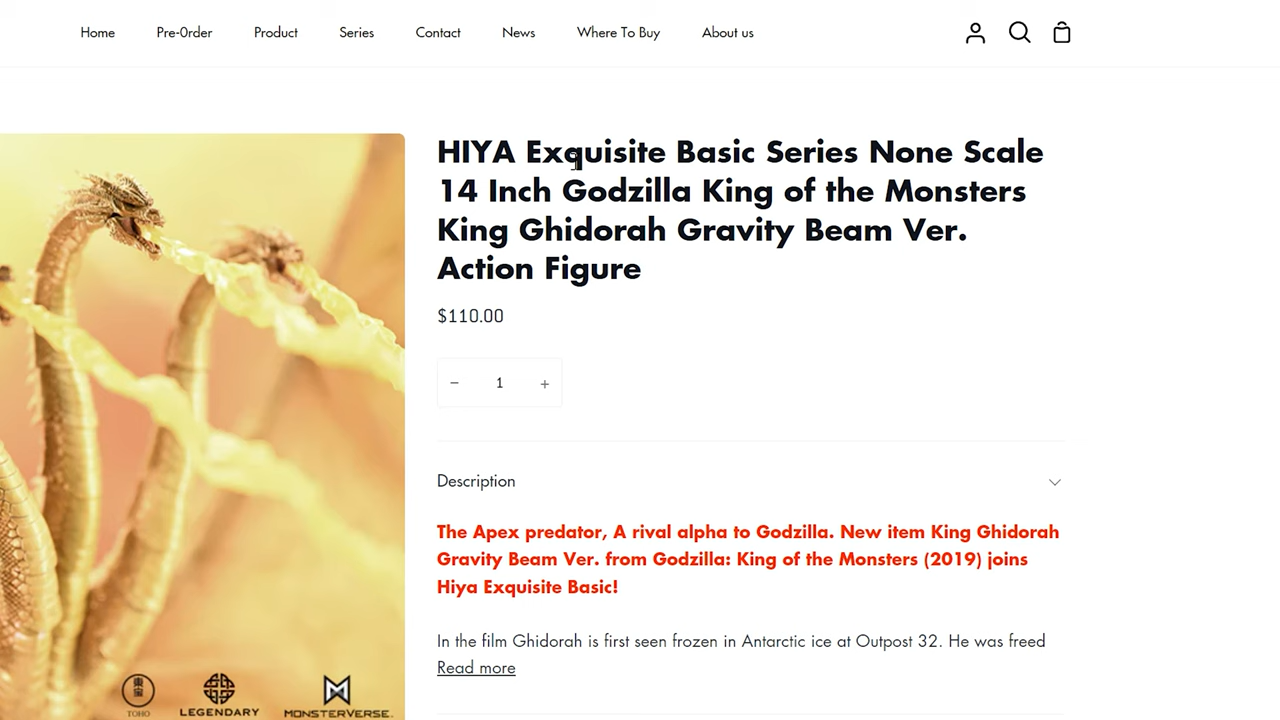 Home Pre-Order Product Series Contact News Where To Buy About us
HIYA Exquisite Basic Series None Scale
14 Inch Godzilla King of the Monsters
King Ghidorah Gravity Beam Ver.
Action Figure
$110.00
− 1 +
Description
The Apex predator, A rival alpha to Godzilla. New item King Ghidorah
Gravity Beam Ver. from Godzilla: King of the Monsters (2019) joins
Hiya Exquisite Basic!
In the film Ghidorah is first seen frozen in Antarctic ice at Outpost 32. He was freed
Read more
東宝
TOHO LEGENDARY MONSTERVERSE.